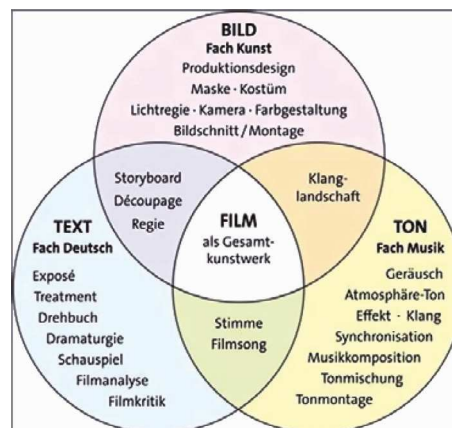 BILD
Fach Kunst
Produktionsdesign
Maske · Kostüm
Lichtregie · Kamera · Farbgestaltung
Bildschnitt / Montage
Storyboard
Découpage
Regie
Klang-
landschaft
FILM
als Gesamt-
kunstwerk
TEXT
Fach Deutsch
Exposé
Treatment
Drehbuch
Dramaturgie
Schauspiel
Filmanalyse
Filmkritik
Stimme
Filmsong
TON
Fach Musik
Geräusch
Atmosphäre-Ton
Effekt · Klang
Synchronisation
Musikkomposition
Tonmischung
Tonmontage